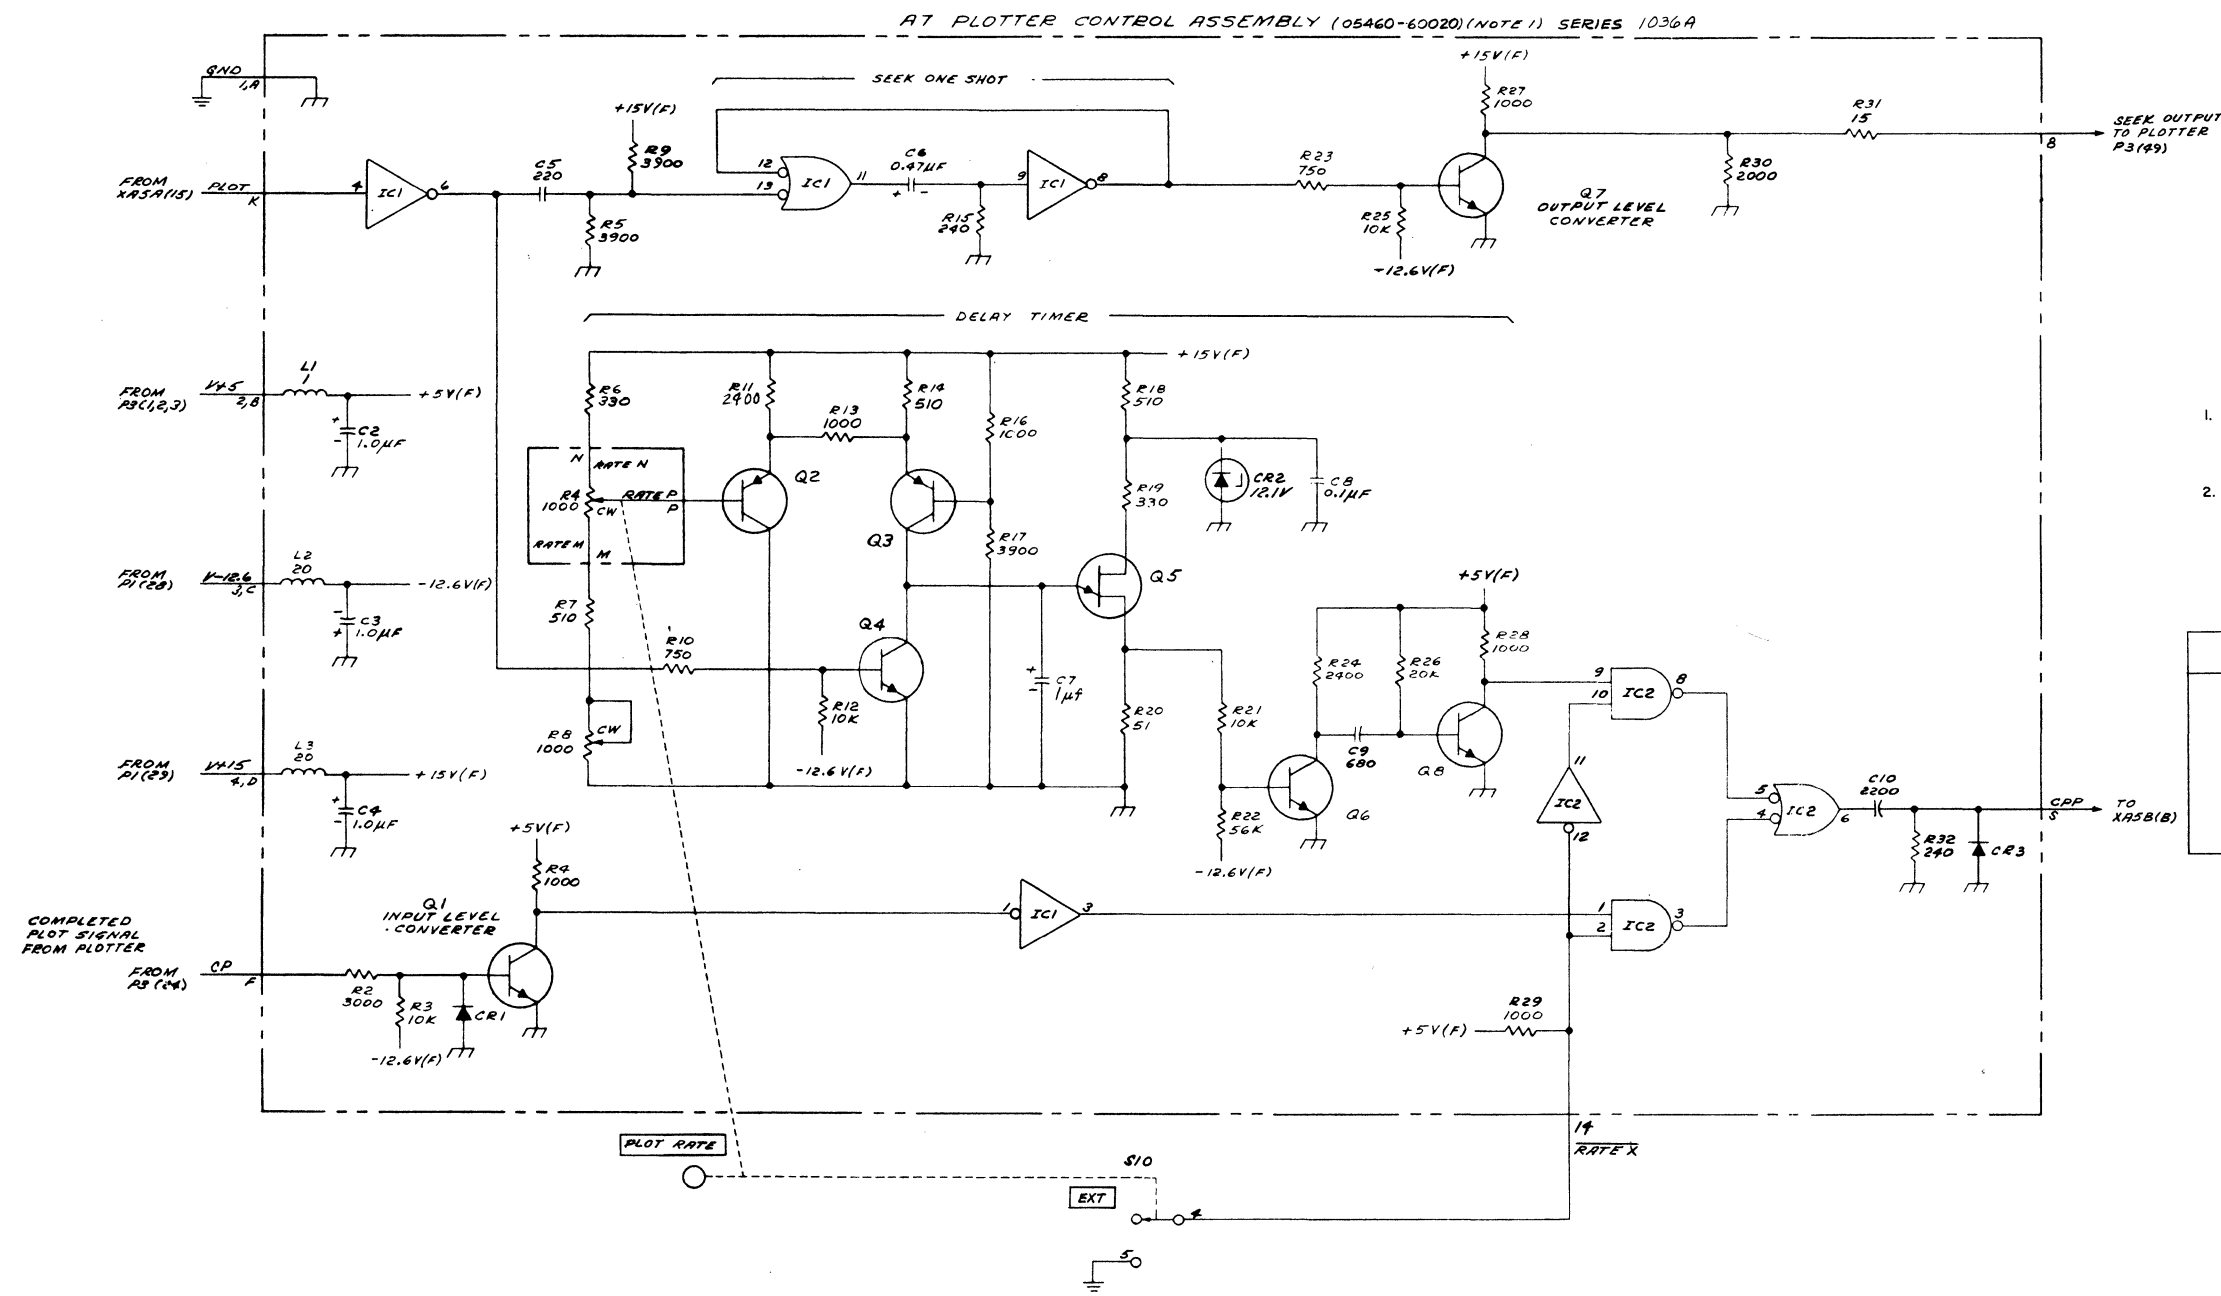 A7 PLOTTER CONTROL ASSEMBLY (05460-60020)(NOTE 1) SERIES 1036A
GND
1,A
SEEK ONE SHOT
+15V(F)
R27
1000
+15V(F)
R9
3900
C5
220
R5
3900
FROM
XA5A(15)
PLOT
K
4
IC1
6
12
13
IC1
11
C6
0.47µF
+
-
R15
240
9
IC1
8
R23
750
R25
10K
-12.6V(F)
Q7
OUTPUT LEVEL
CONVERTER
R30
2000
R31
15
B
SEEK OUTPUT
TO PLOTTER
P3(49)
DELAY TIMER
+15V(F)
FROM
P3(1,2,3)
V+5
2,B
L1
1
+5V(F)
+
-
C2
1.0µF
FROM
P1(28)
V-12.6
3,C
L2
20
-12.6V(F)
-
+
C3
1.0µF
FROM
P1(29)
V+15
4,D
L3
20
+15V(F)
+
-
C4
1.0µF
R6
330
N
RATE N
R4
1000
CW
RATE P
P
RATE M
M
R7
510
R8
1000
CW
R11
2400
R13
1000
R14
510
R16
1000
R17
3900
Q2
Q3
Q4
R10
750
R12
10K
-12.6V(F)
+
-
C7
1µf
R18
510
R19
330
CR2
12.1V
C8
0.1µF
Q5
R20
51
R21
10K
R22
56K
-12.6V(F)
Q6
+5V(F)
R24
2400
R26
20K
R28
1000
C9
680
Q8
9
10
IC2
8
11
IC2
12
5
4
IC2
6
C10
2200
R32
240
CR3
CPP
S
TO
XA5B(B)
1
2
IC2
3
+5V(F)
R4
1000
Q1
INPUT LEVEL
CONVERTER
1
IC1
3
COMPLETED
PLOT SIGNAL
FROM PLOTTER
FROM
P3(24)
CP
F
R2
3000
R3
10K
-12.6V(F)
CR1
R29
1000
+5V(F)
14
RATE X
PLOT RATE
S10
EXT
4
5
1.
2.